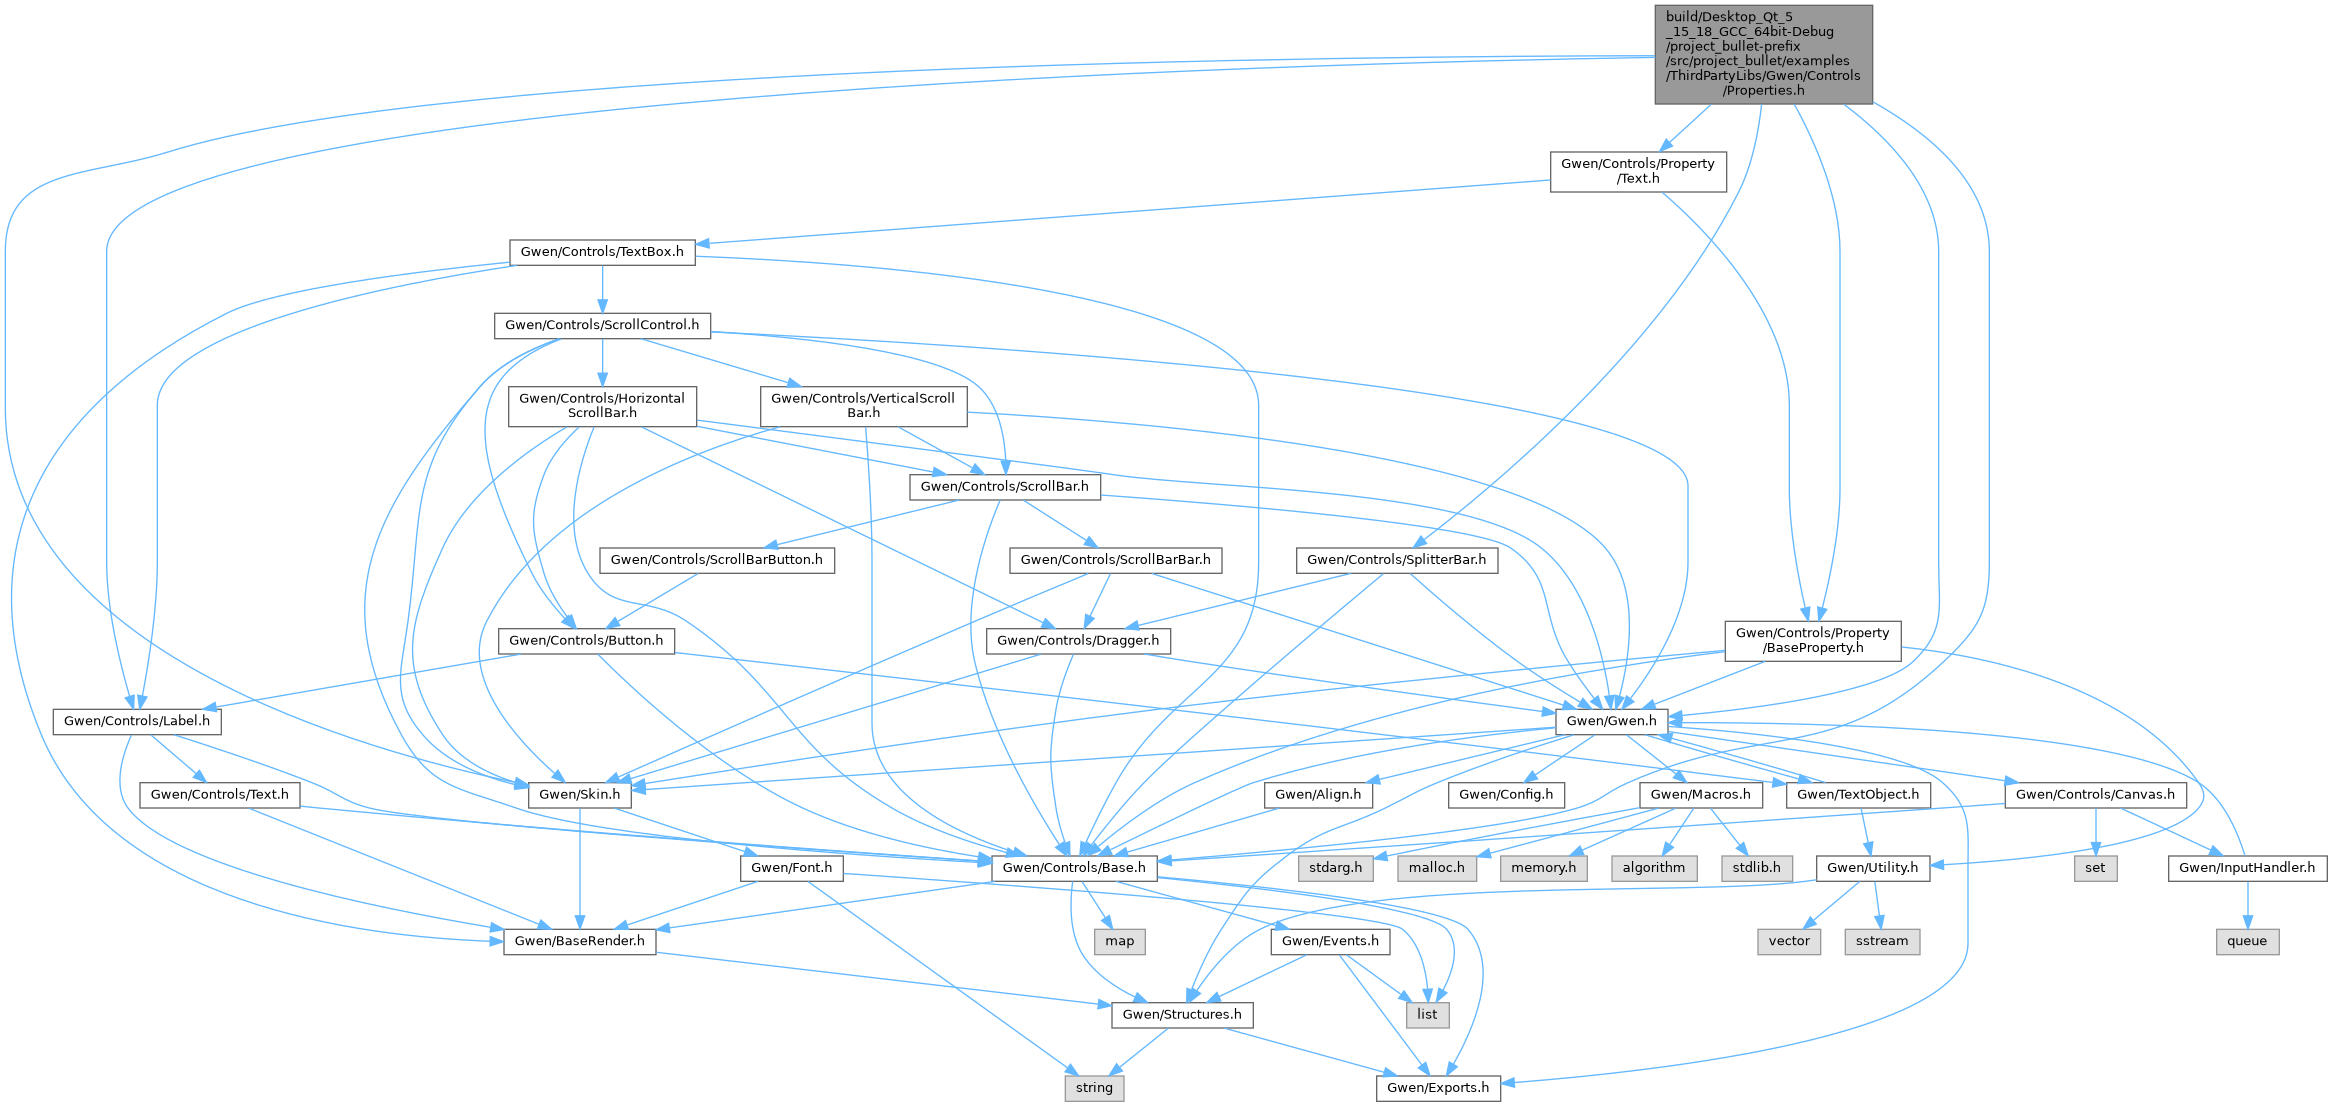 build/Desktop_Qt_5
_15_18_GCC_64bit-Debug
/project_bullet-prefix
/src/project_bullet/examples
/ThirdPartyLibs/Gwen/Controls
/Properties.h
Gwen/Controls/Property
/Text.h
Gwen/Controls/TextBox.h
Gwen/Controls/ScrollControl.h
Gwen/Controls/Horizontal
ScrollBar.h
Gwen/Controls/VerticalScroll
Bar.h
Gwen/Controls/ScrollBar.h
Gwen/Controls/ScrollBarButton.h
Gwen/Controls/ScrollBarBar.h
Gwen/Controls/SplitterBar.h
Gwen/Controls/Button.h
Gwen/Controls/Dragger.h
Gwen/Controls/Property
/BaseProperty.h
Gwen/Controls/Label.h
Gwen/Gwen.h
Gwen/Controls/Text.h
Gwen/Skin.h
Gwen/Align.h
Gwen/Config.h
Gwen/Macros.h
Gwen/TextObject.h
Gwen/Controls/Canvas.h
Gwen/Font.h
Gwen/Controls/Base.h
stdarg.h
malloc.h
memory.h
algorithm
stdlib.h
Gwen/Utility.h
set
Gwen/InputHandler.h
Gwen/BaseRender.h
map
Gwen/Events.h
vector
sstream
queue
Gwen/Structures.h
list
string
Gwen/Exports.h